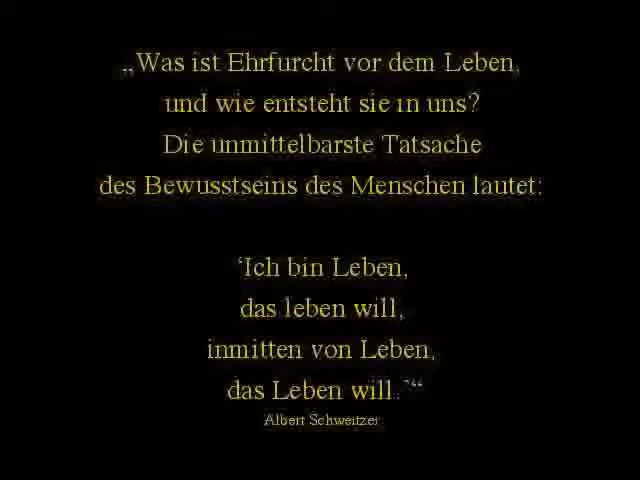 „Was ist Ehrfurcht vor dem Leben,
und wie entsteht sie in uns?
Die unmittelbarste Tatsache
des Bewusstseins des Menschen lautet:
‘Ich bin Leben,
das leben will,
inmitten von Leben,
das Leben will.’“
Albert Schweitzer